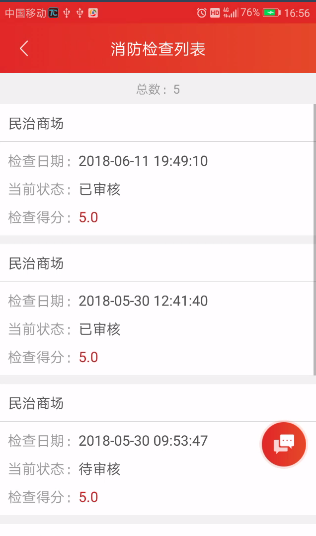 中国移动 76% 16:56
消防检查列表
总数：5
民治商场
检查日期：2018-06-11 19:49:10
当前状态：已审核
检查得分：5.0
民治商场
检查日期：2018-05-30 12:41:40
当前状态：已审核
检查得分：5.0
民治商场
检查日期：2018-05-30 09:53:47
当前状态：待审核
检查得分：5.0